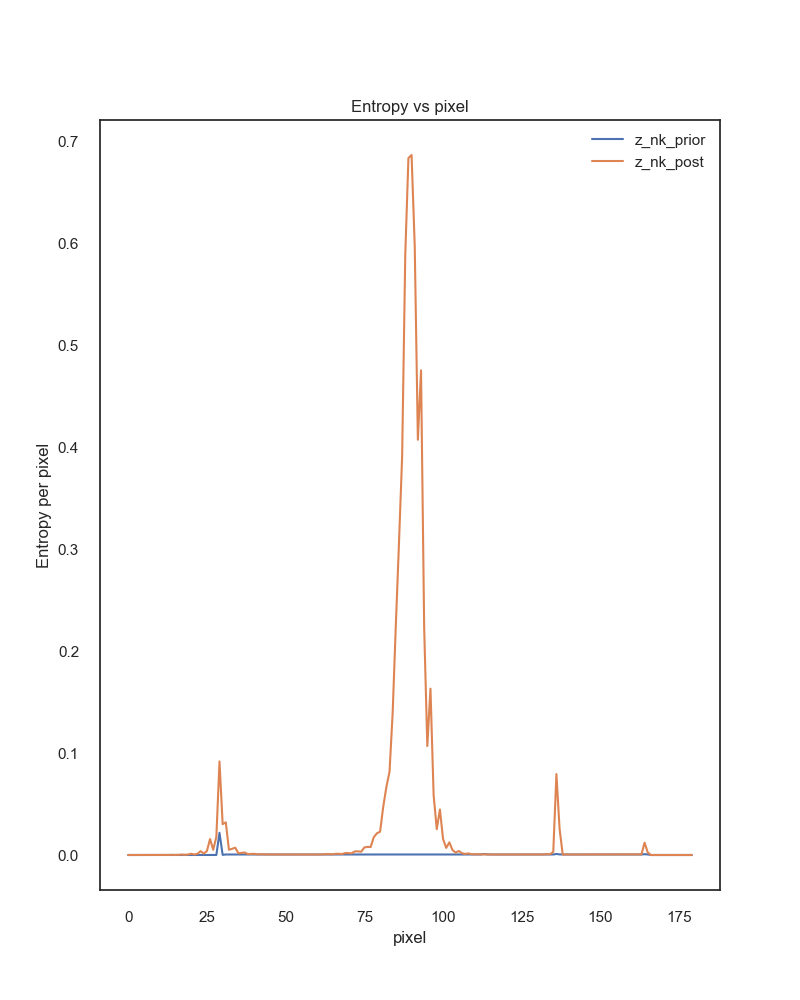 Entropy vs pixel
z_nk_prior
z_nk_post
0.7
0.6
0.5
0.4
0.3
0.2
0.1
0.0
Entropy per pixel
0 25 50 75 100 125 150 175
pixel